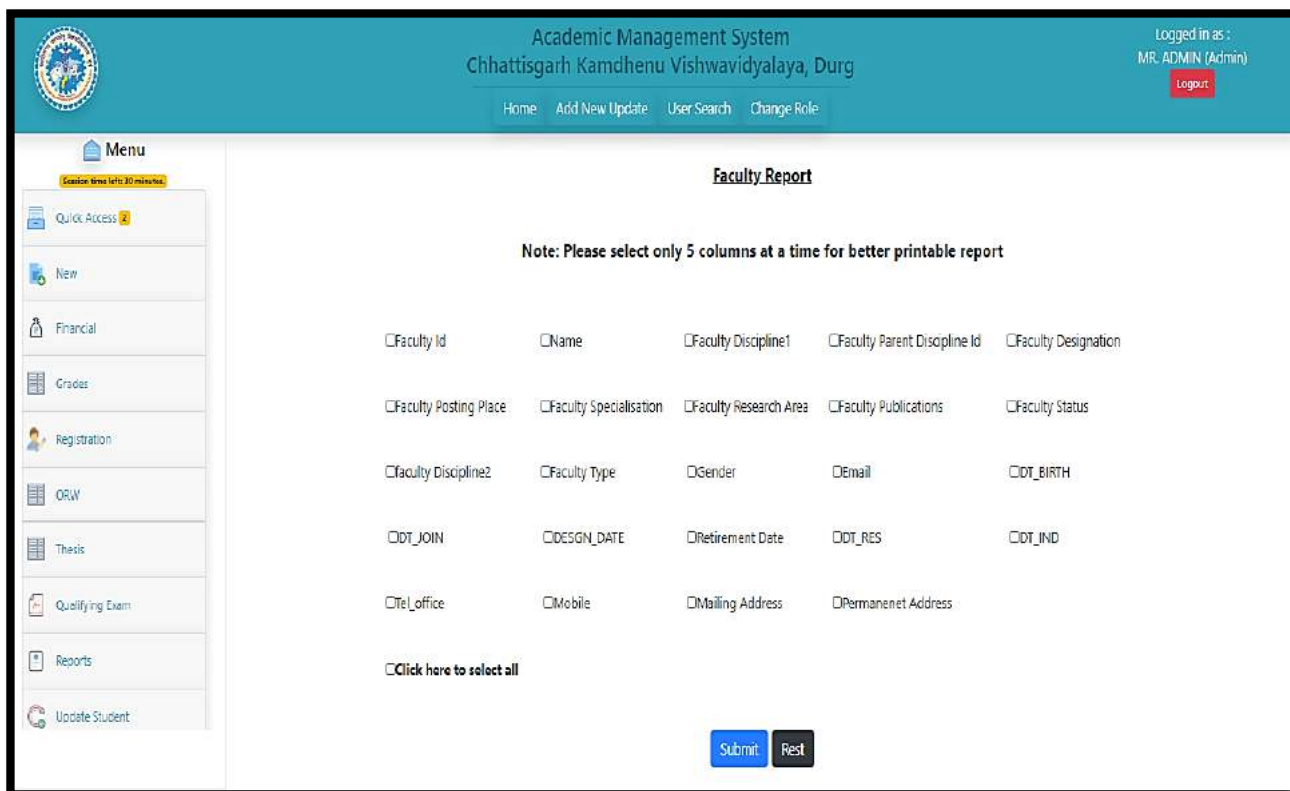 Academic Management System
Chhattisgarh Kamdhenu Vishwavidyalaya, Durg
Home Add New Update User Search Change Role
Logged in as :
MR. ADMIN (Admin)
Logout
Menu
Session time left: 30 minutes.
Quick Access 2
New
Financial
Grades
Registration
ORW
Thesis
Qualifying Exam
Reports
Update Student
Faculty Report
Note: Please select only 5 columns at a time for better printable report
Faculty Id Name Faculty Discipline1 Faculty Parent Discipline Id Faculty Designation
Faculty Posting Place Faculty Specialisation Faculty Research Area Faculty Publications Faculty Status
faculty Discipline2 Faculty Type Gender Email DT_BIRTH
DT_JOIN DESGN_DATE Retirement Date DT_RES DT_IND
Tel_office Mobile Mailing Address Permanenet Address
Click here to select all
Submit Rest